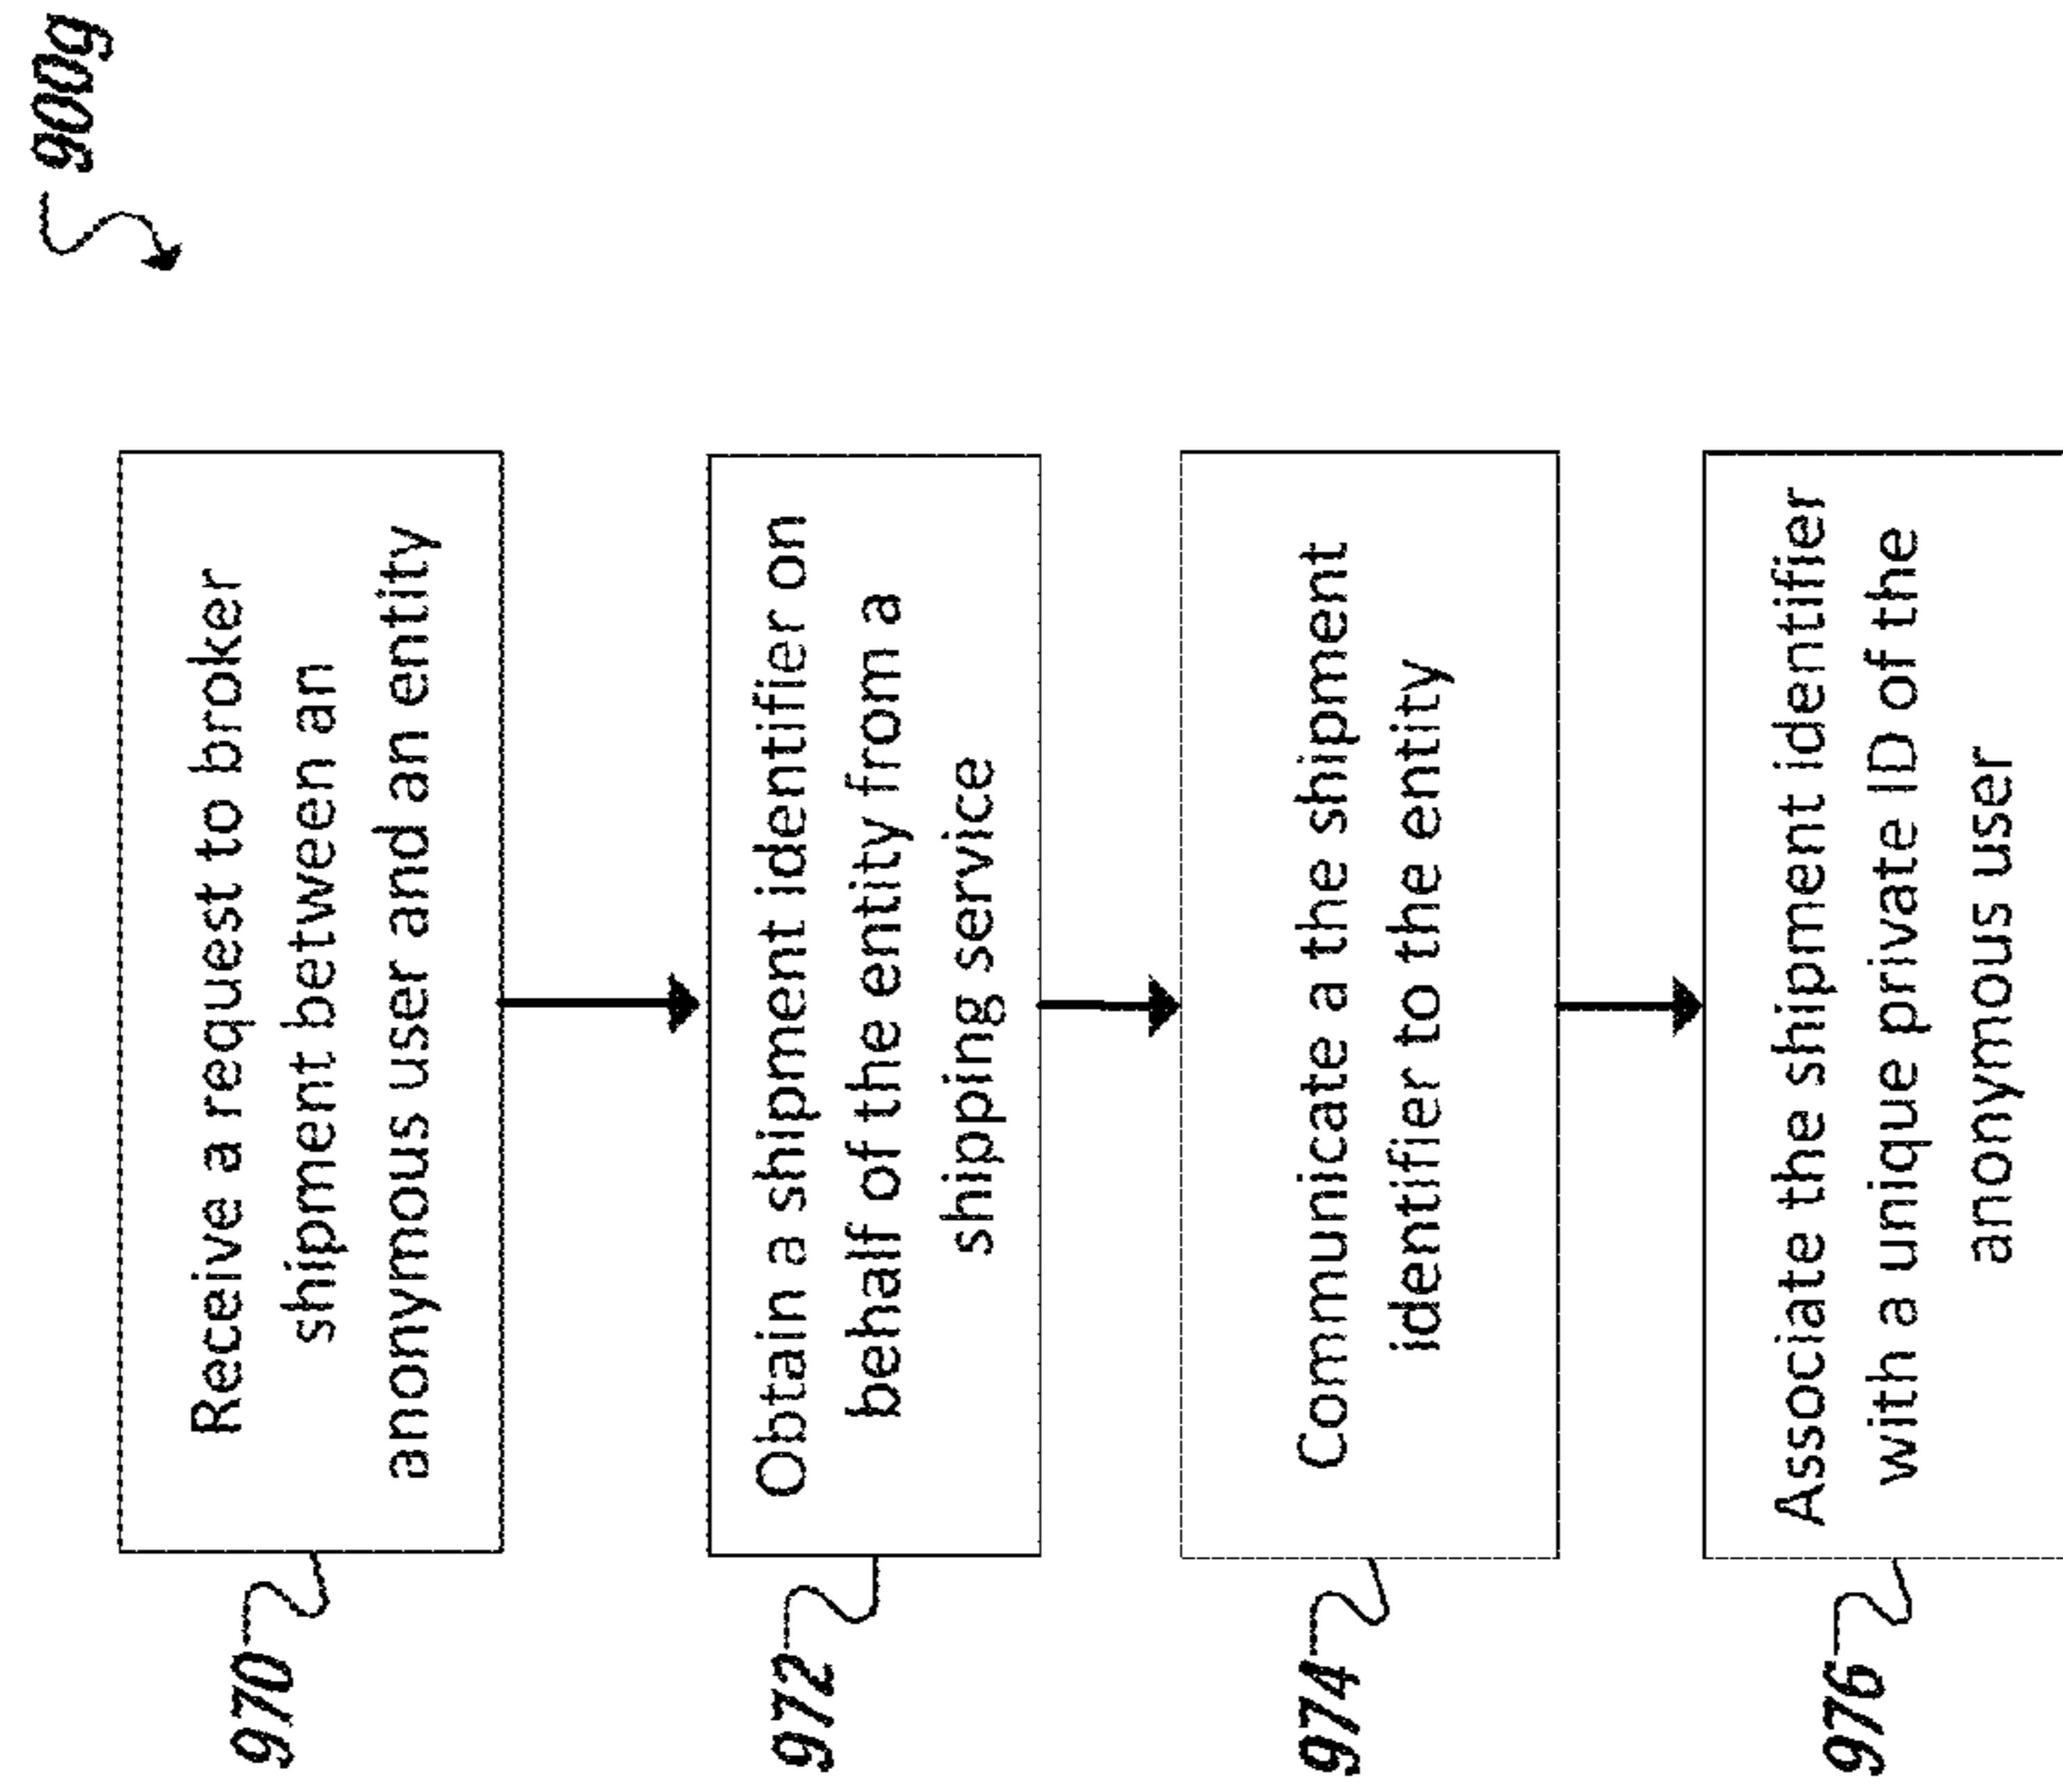 900g
970
Receive a request to broker
shipment between an
anonymous user and an entity
972
Obtain a shipment identifier on
behalf of the entity from a
shipping service
974
Communicate a the shipment
identifier to the entity
976
Associate the shipment identifier
with a unique private ID of the
anonymous user